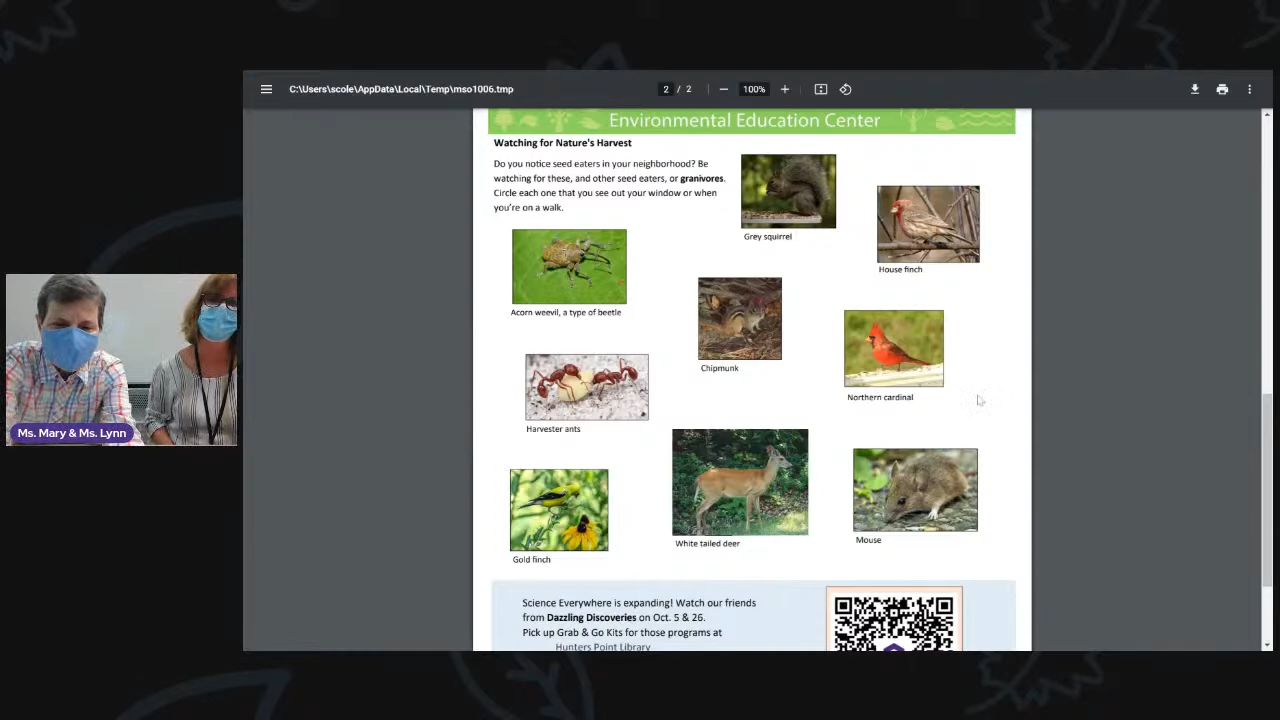 C:\Users\scole\AppData\Local\Temp\mso1006.tmp
2 / 2
100%
Environmental Education Center
Watching for Nature's Harvest
Do you notice seed eaters in your neighborhood? Be
watching for these, and other seed eaters, or granivores.
Circle each one that you see out your window or when
you're on a walk.
Grey squirrel
House finch
Acorn weevil, a type of beetle
Chipmunk
Northern cardinal
Harvester ants
Gold finch
White tailed deer
Mouse
Ms. Mary & Ms. Lynn
Science Everywhere is expanding! Watch our friends
from Dazzling Discoveries on Oct. 5 & 26.
Pick up Grab & Go Kits for those programs at
Hunters Point Library